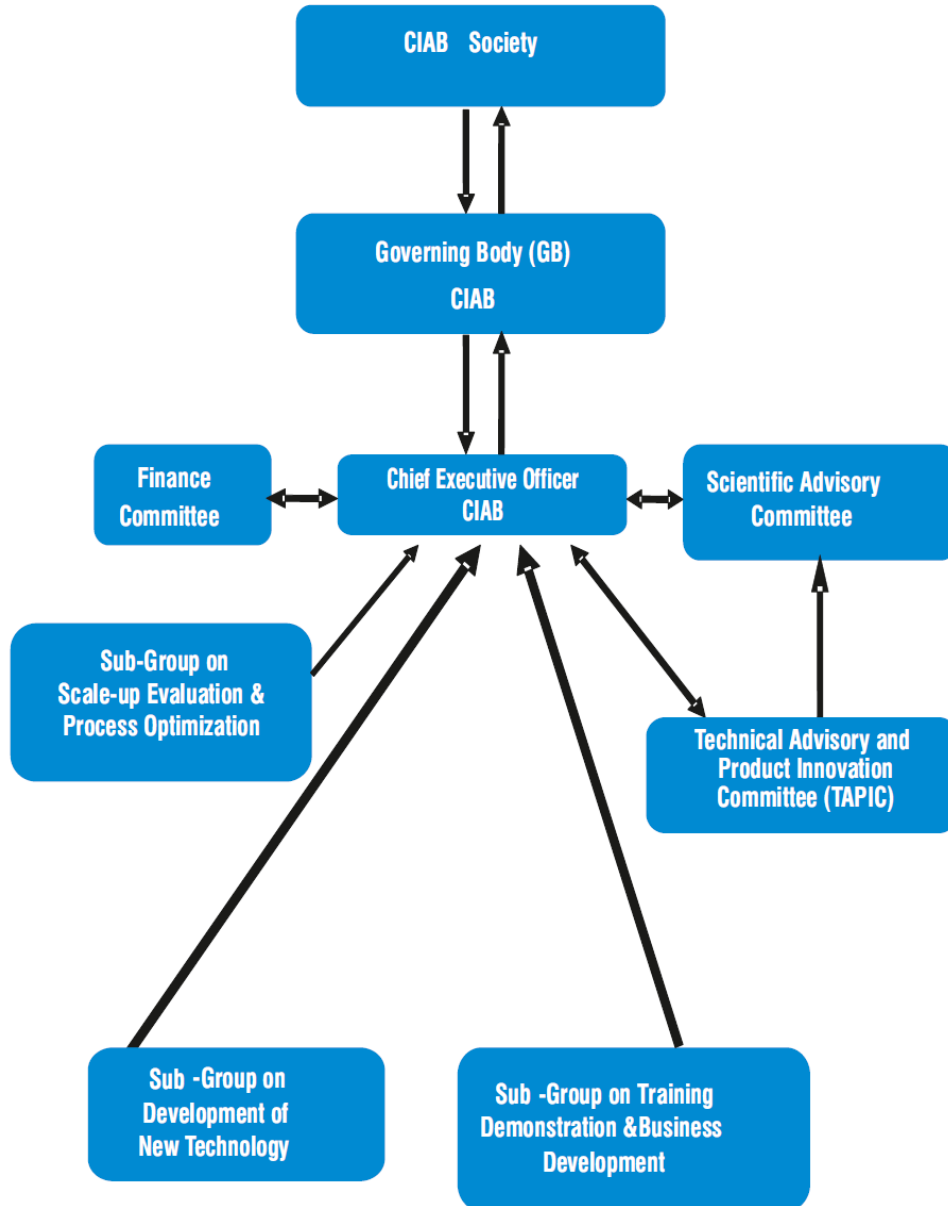 CIAB Society
Governing Body (GB)
CIAB
Finance
Committee
Chief Executive Officer
CIAB
Scientific Advisory
Committee
Sub-Group on
Scale-up Evaluation &
Process Optimization
Technical Advisory and
Product Innovation
Committee (TAPIC)
Sub -Group on
Development of
New Technology
Sub -Group on Training
Demonstration &Business
Development